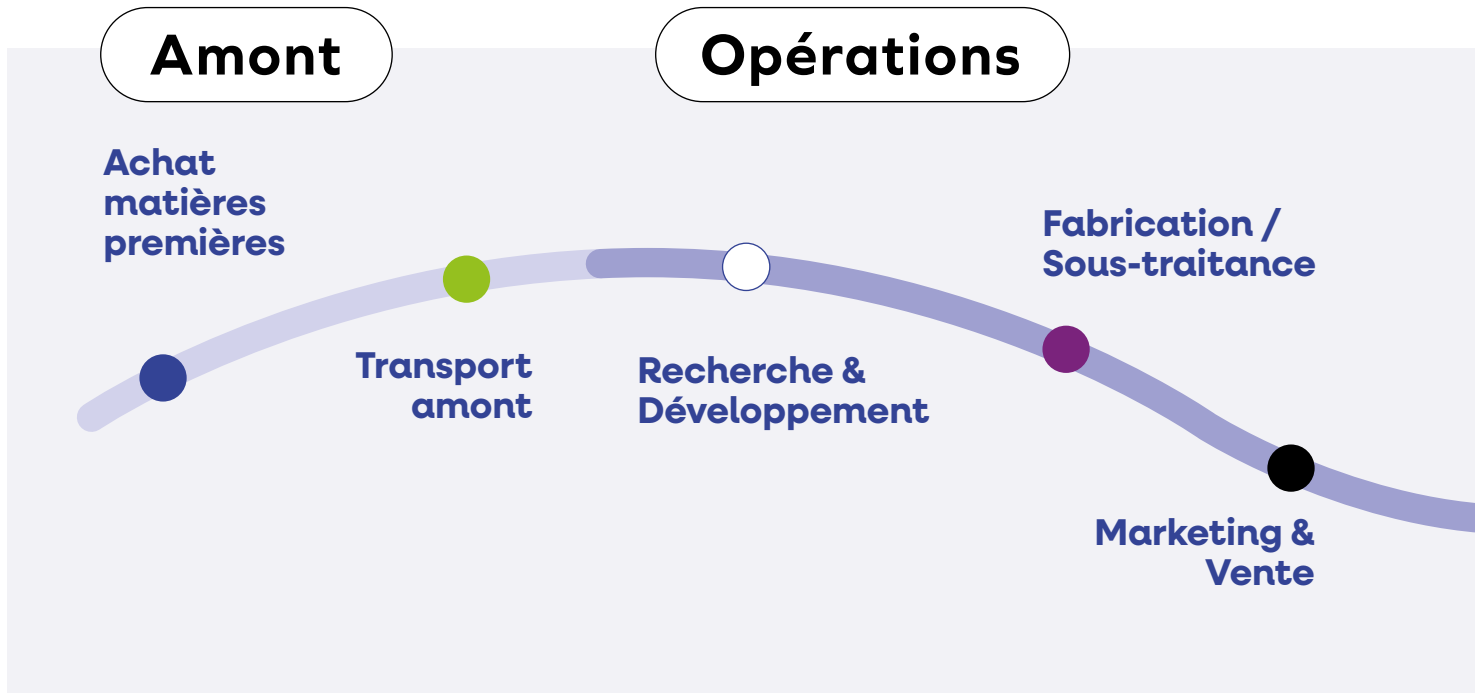 Amont
Opérations
Achat
matières
premières
Transport
amont
Recherche &
Développement
Fabrication /
Sous-traitance
Marketing &
Vente